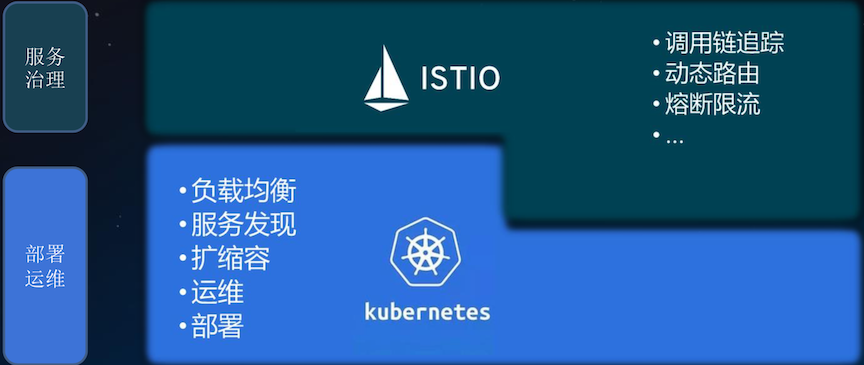 服务
治理
ISTIO
• 调用链追踪
• 动态路由
• 熔断限流
• ...
部署
运维
• 负载均衡
• 服务发现
• 扩缩容
• 运维
• 部署
kubernetes